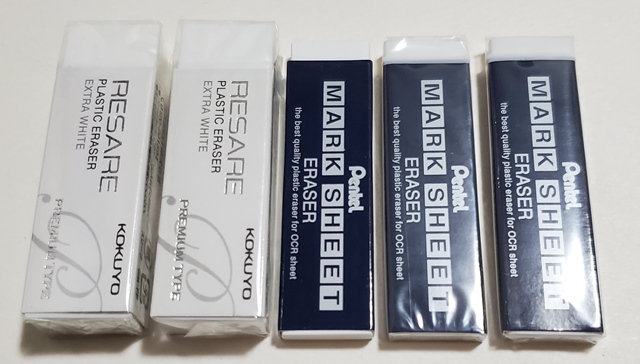 RESARE
PLASTIC ERASER
EXTRA WHITE
KOKUYO
PREMIUM TYPE
RESARE
PLASTIC ERASER
EXTRA WHITE
KOKUYO
PREMIUM TYPE
Pentel
MARK SHEET
ERASER
the best quality plastic eraser for OCR sheet
Pentel
MARK SHEET
ERASER
the best quality plastic eraser for OCR sheet
Pentel
MARK SHEET
ERASER
the best quality plastic eraser for OCR sheet